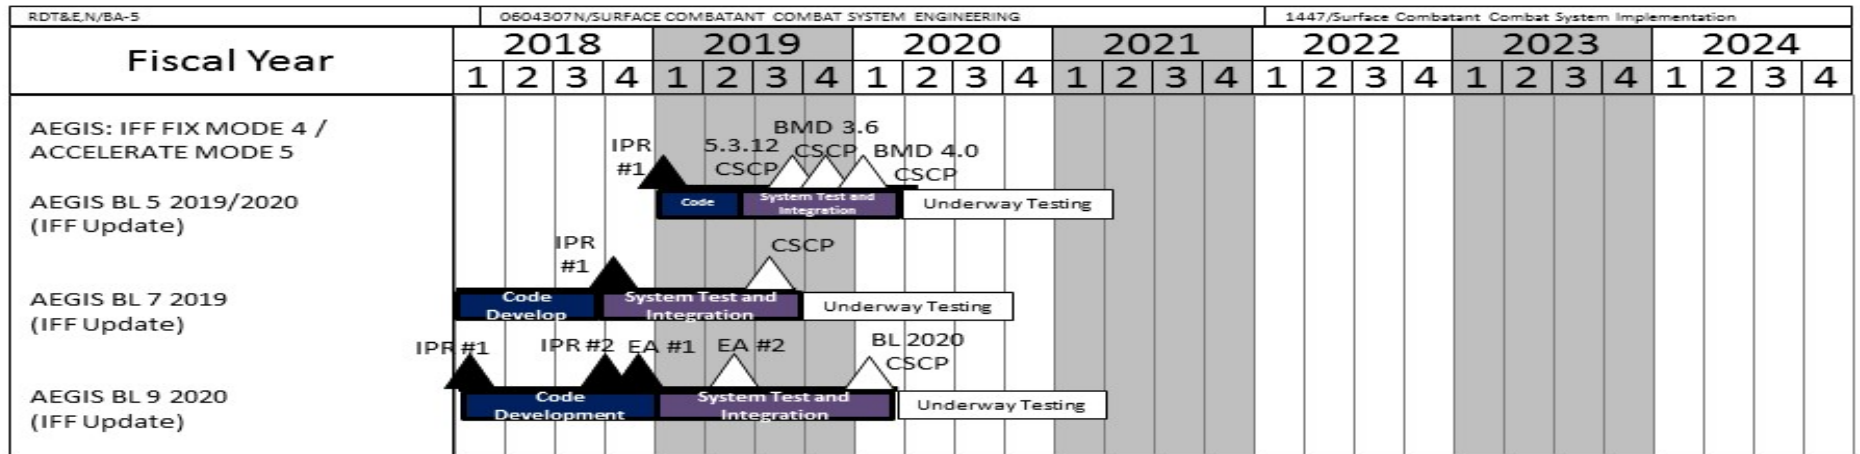 RDT&E,N/BA-5 0604307N/SURFACE COMBATANT COMBAT SYSTEM ENGINEERING 1447/Surface Combatant Combat System Implementation
Fiscal Year 2018 2019 2020 2021 2022 2023 2024
1 2 3 4 1 2 3 4 1 2 3 4 1 2 3 4 1 2 3 4 1 2 3 4 1 2 3 4
AEGIS: IFF FIX MODE 4 /
ACCELERATE MODE 5
IPR
#1
5.3.12
CSCP
BMD 3.6
CSCP
BMD 4.0
CSCP
AEGIS BL 5 2019/2020
(IFF Update)
Code
System Test and
Integration
Underway Testing
IPR
#1
CSCP
AEGIS BL 7 2019
(IFF Update)
Code
Develop
System Test and
Integration
Underway Testing
IPR #1
IPR #2
EA #1
EA #2
BL 2020
CSCP
AEGIS BL 9 2020
(IFF Update)
Code
Development
System Test and
Integration
Underway Testing